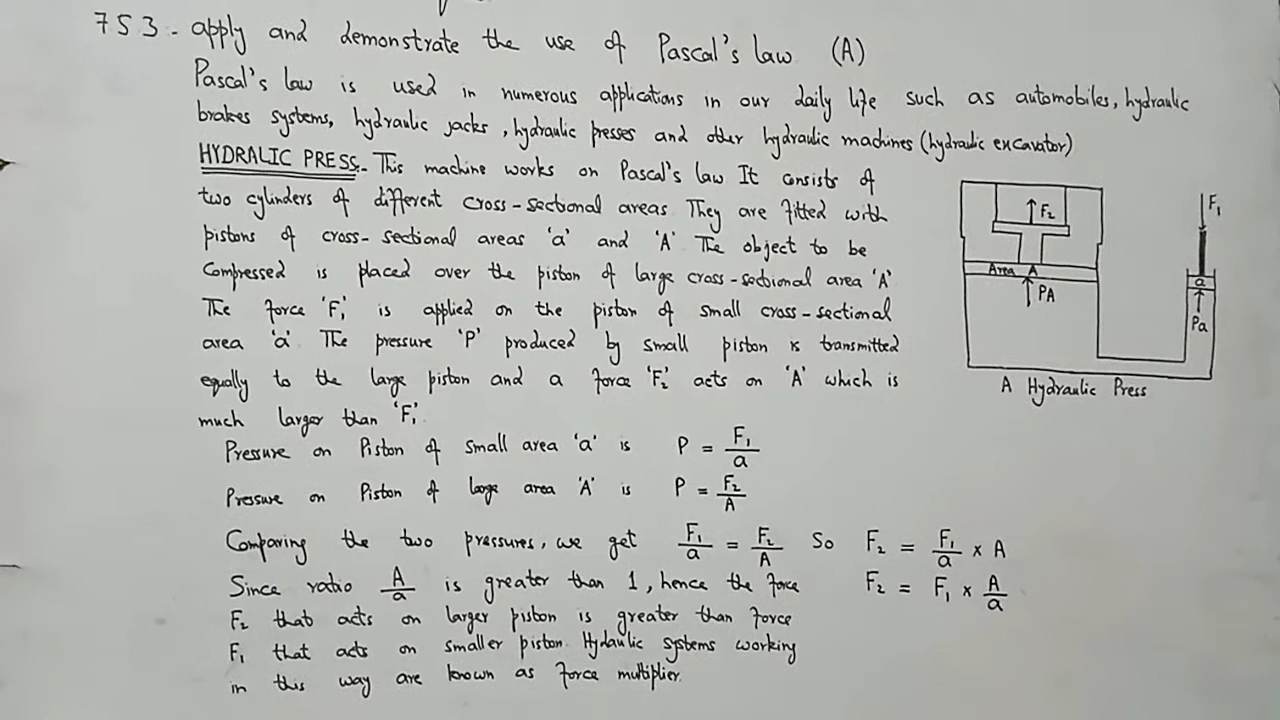 753. apply and demonstrate the use of Pascal's law (A)
Pascal's law is used in numerous applications in our daily life such as automobiles, hydraulic
brakes systems, hydraulic jacks, hydraulic presses and other hydraulic machines (hydraulic excavator)
HYDRALIC PRESS:- This machine works on Pascal's law It consists of
two cylinders of different cross-sectional areas. They are fitted with
pistons of cross-sectional areas 'a' and 'A'. The object to be
compressed is placed over the piston of large cross-sectional area 'A'
The force 'F₁' is applied on the piston of small cross-sectional
area 'a'. The pressure 'P' produced by small piston is transmitted
equally to the large piston and a force 'F₂' acts on 'A' which is
much larger than 'F₁'.
Pressure on Piston of small area 'a' is P = F₁/a
Pressure on Piston of large area 'A' is P = F₂/A
Comparing the two pressures, we get F₁/a = F₂/A So F₂ = F₁/a × A
Since ratio A/a is greater than 1, hence the force F₂ = F₁ × A/a
F₂ that acts on larger piston is greater than force
F₁ that acts on smaller piston. Hydaulic systems working
in this way are known as force multiplier.
F₂
F₁
Area A
a
PA
Pa
A Hydraulic Press